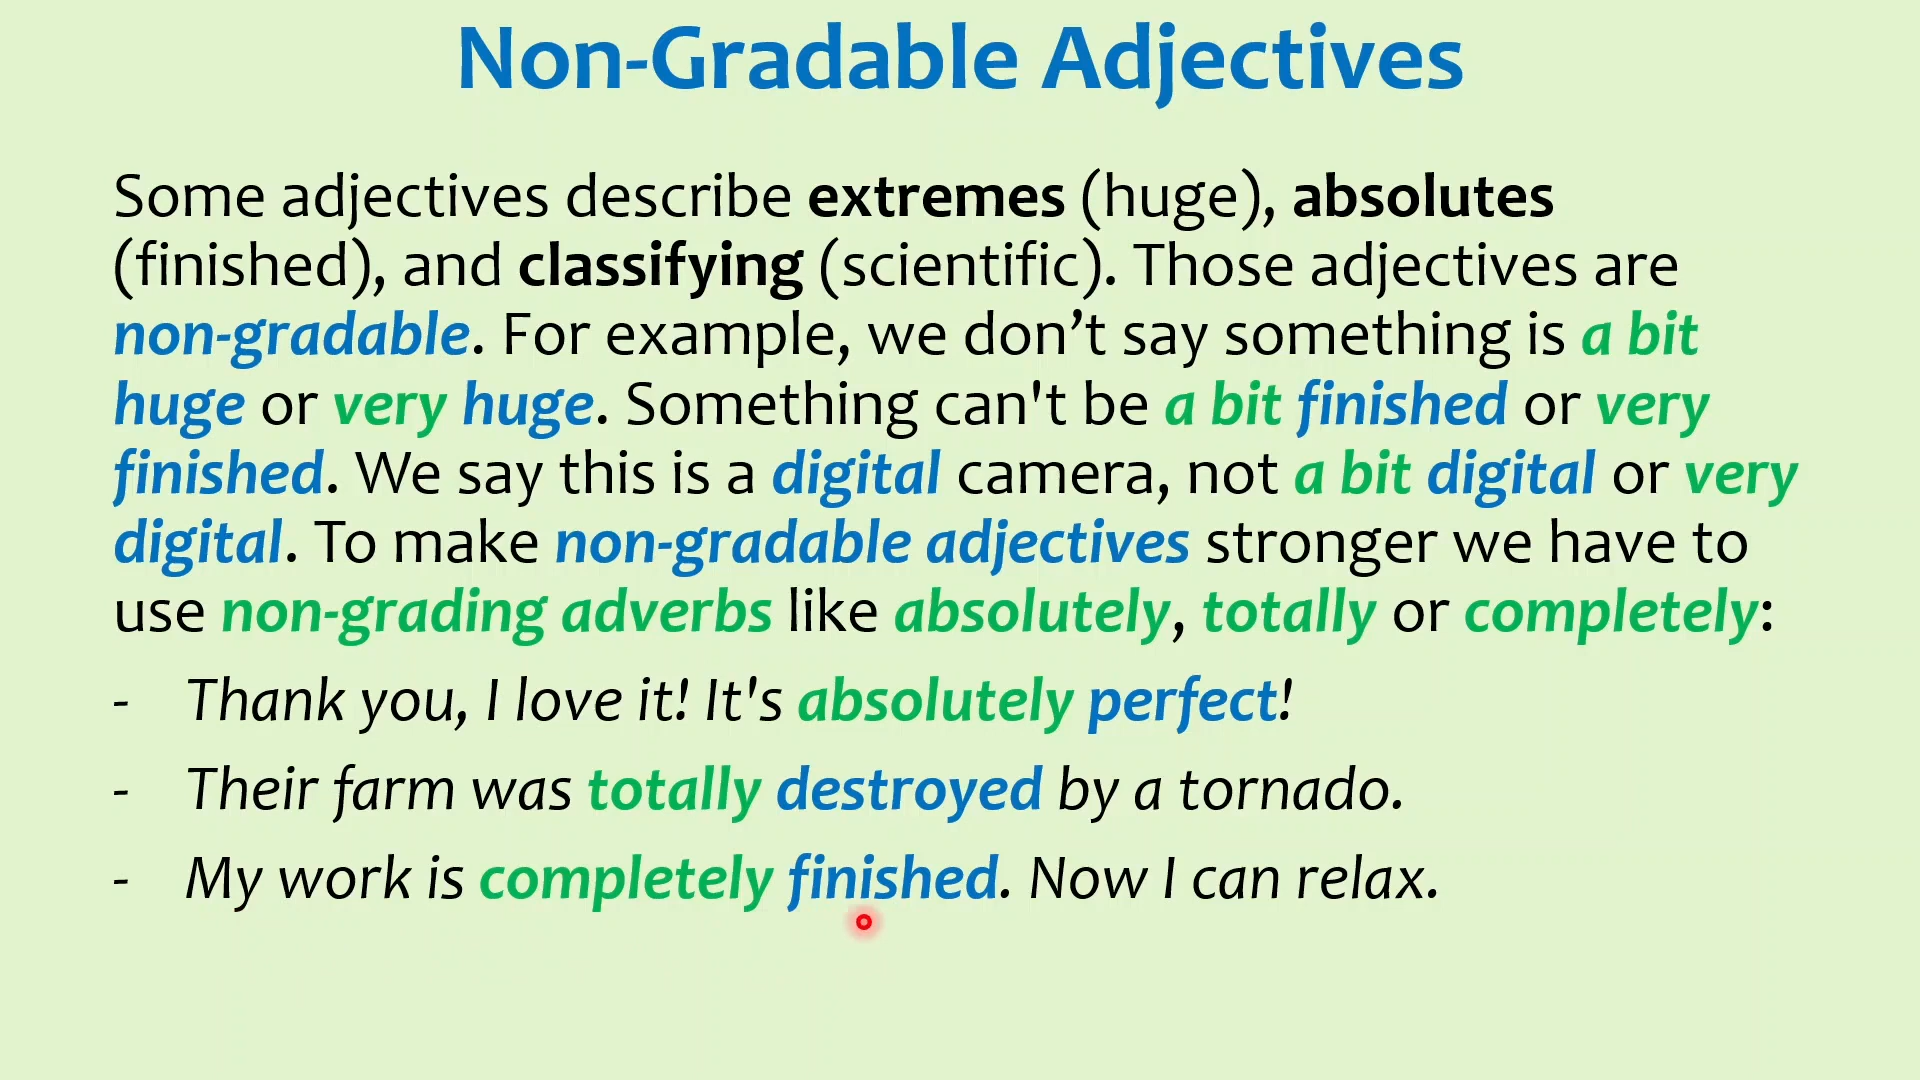 Non-Gradable Adjectives
Some adjectives describe extremes (huge), absolutes
(finished), and classifying (scientific). Those adjectives are
non-gradable. For example, we don’t say something is a bit
huge or very huge. Something can't be a bit finished or very
finished. We say this is a digital camera, not a bit digital or very
digital. To make non-gradable adjectives stronger we have to
use non-grading adverbs like absolutely, totally or completely:
- Thank you, I love it! It's absolutely perfect!
- Their farm was totally destroyed by a tornado.
- My work is completely finished. Now I can relax.